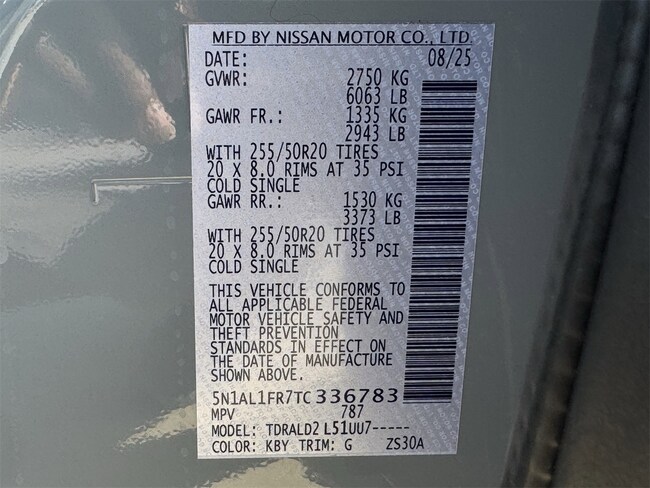 MFD BY NISSAN MOTOR CO., LTD.
DATE: 08/25
GVWR: 2750 KG
6063 LB
GAWR FR.: 1335 KG
2943 LB
WITH 255/50R20 TIRES
20 X 8.0 RIMS AT 35 PSI
COLD SINGLE
GAWR RR.: 1530 KG
3373 LB
WITH 255/50R20 TIRES
20 X 8.0 RIMS AT 35 PSI
COLD SINGLE
THIS VEHICLE CONFORMS TO
ALL APPLICABLE FEDERAL
MOTOR VEHICLE SAFETY AND
THEFT PREVENTION
STANDARDS IN EFFECT ON
THE DATE OF MANUFACTURE
SHOWN ABOVE.
5N1AL1FR7TC336783
MPV 787
MODEL: TDRALD2 L51UU7-----
COLOR: KBY TRIM: G ZS30A